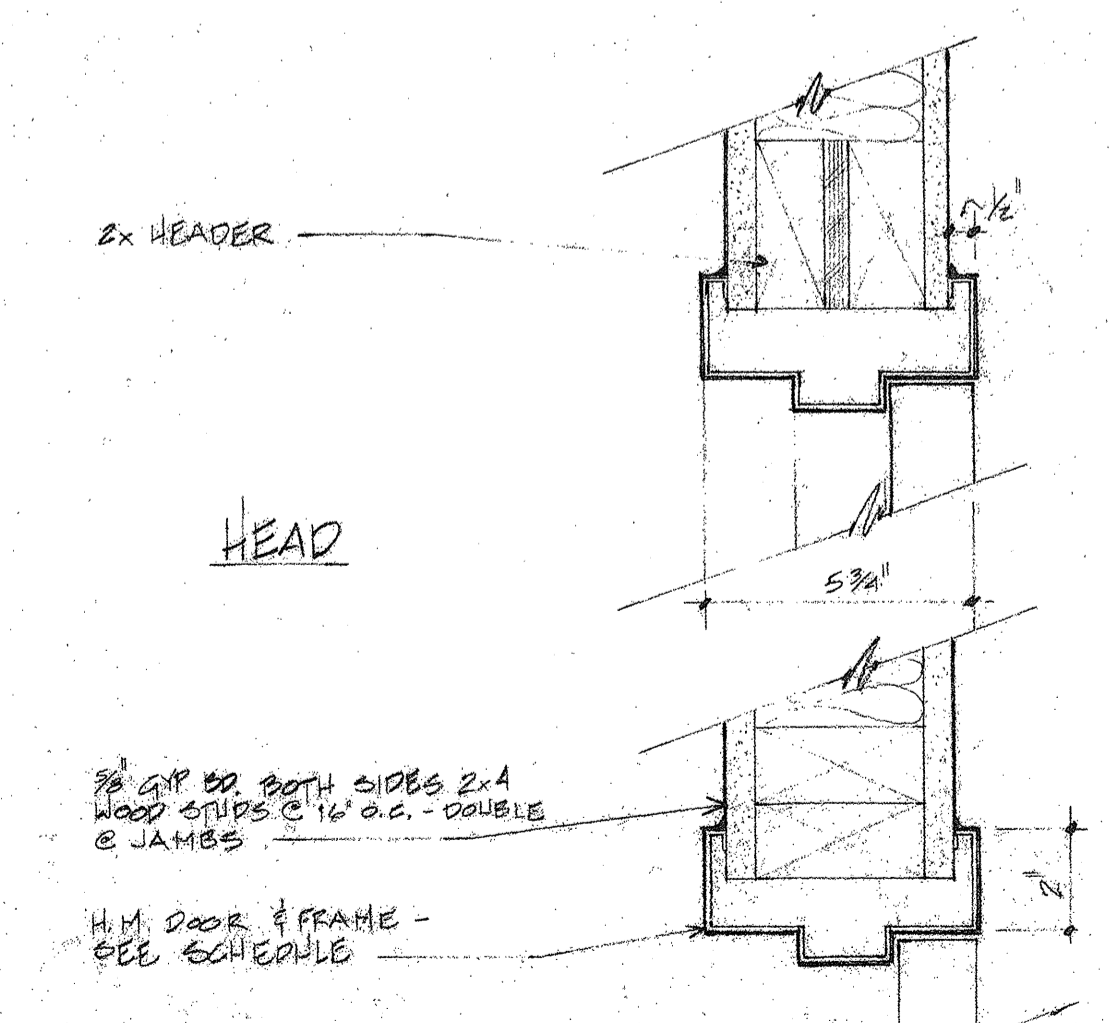 2x HEADER
1/2"
HEAD
5 3/4"
5/8" GYP BD. BOTH SIDES 2x4
WOOD STUDS @ 16" O.C. - DOUBLE
@ JAMBS
2"
H.M. DOOR & FRAME -
SEE SCHEDULE